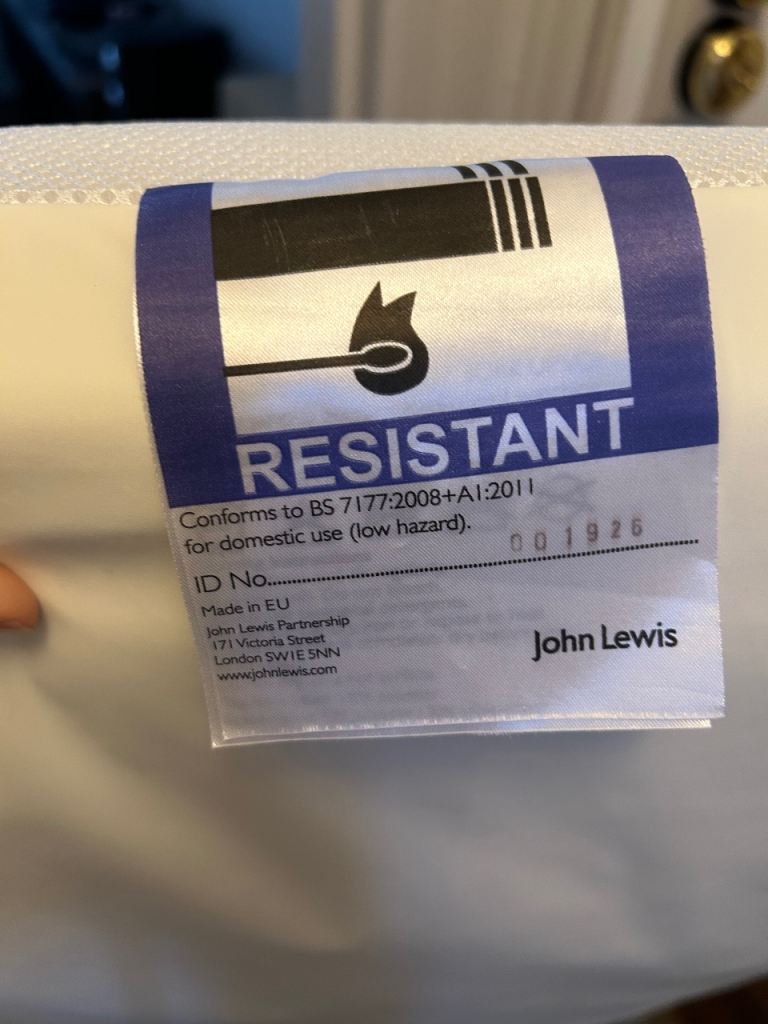 RESISTANT
Conforms to BS 7177:2008+A1:2011
for domestic use (low hazard).
001926
ID No.
Made in EU
John Lewis Partnership
171 Victoria Street
London SW1E 5NN
www.johnlewis.com
John Lewis